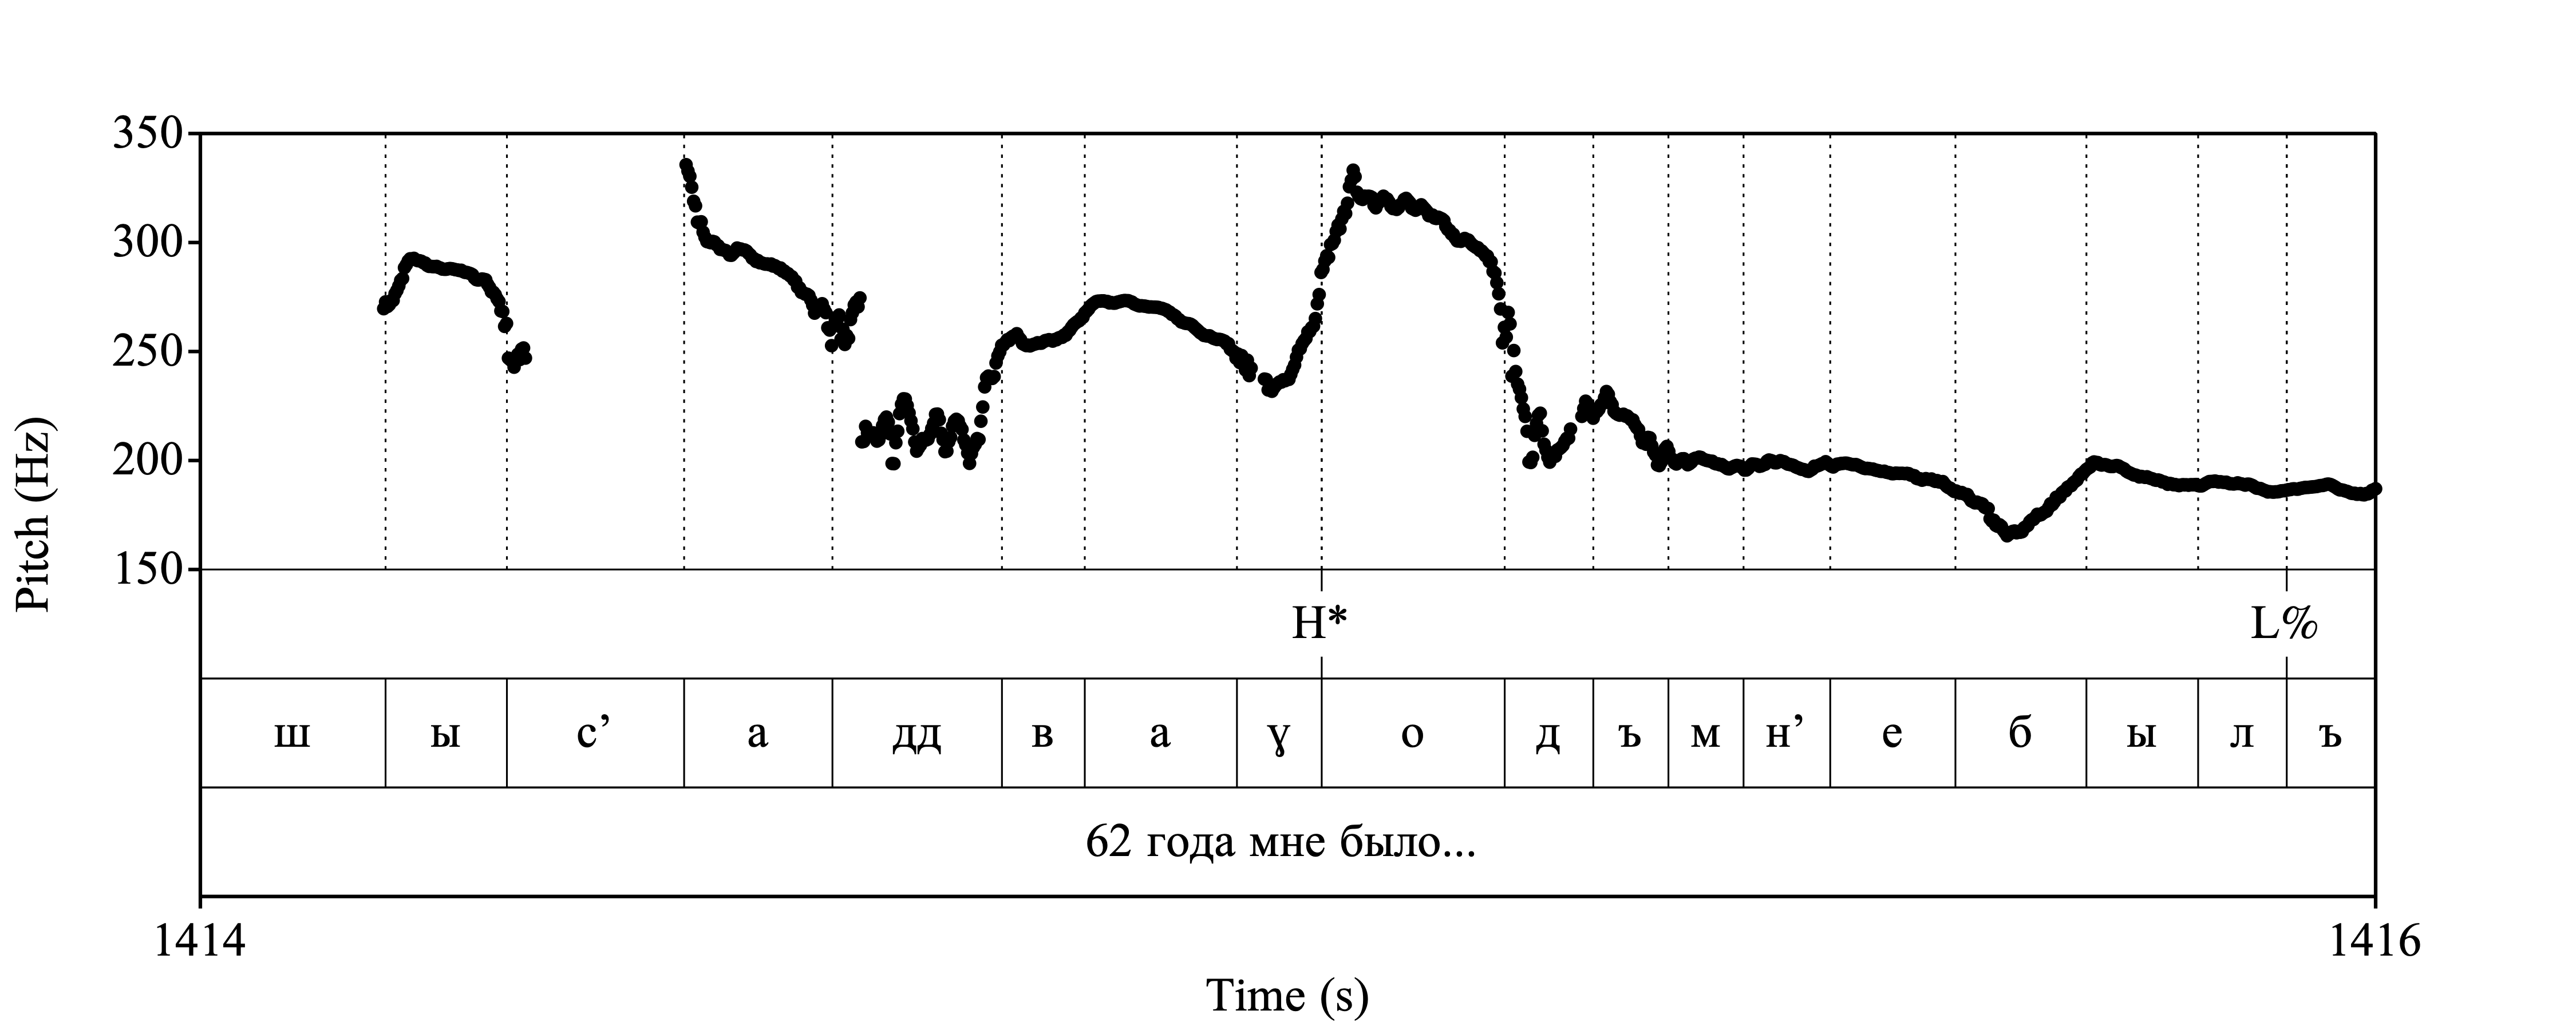 350
300
250
200
150
Pitch (Hz)
H* L%
ш ы с’ а дд в а ɣ о д ъ м н’ е б ы л ъ
62 года мне было...
1414 1416
Time (s)